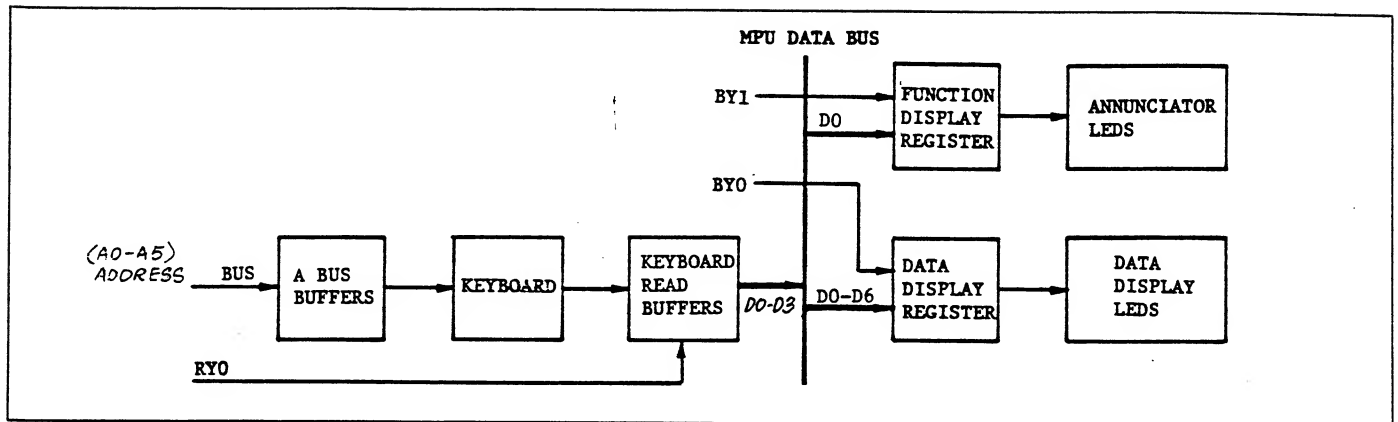 MPU DATA BUS
BY1
FUNCTION
DISPLAY
REGISTER
ANNUNCIATOR
LEDS
D0
BY0
(A0-A5)
ADDRESS
BUS
A BUS
BUFFERS
KEYBOARD
KEYBOARD
READ
BUFFERS
D0-D3
D0-D6
DATA
DISPLAY
REGISTER
DATA
DISPLAY
LEDS
RY0